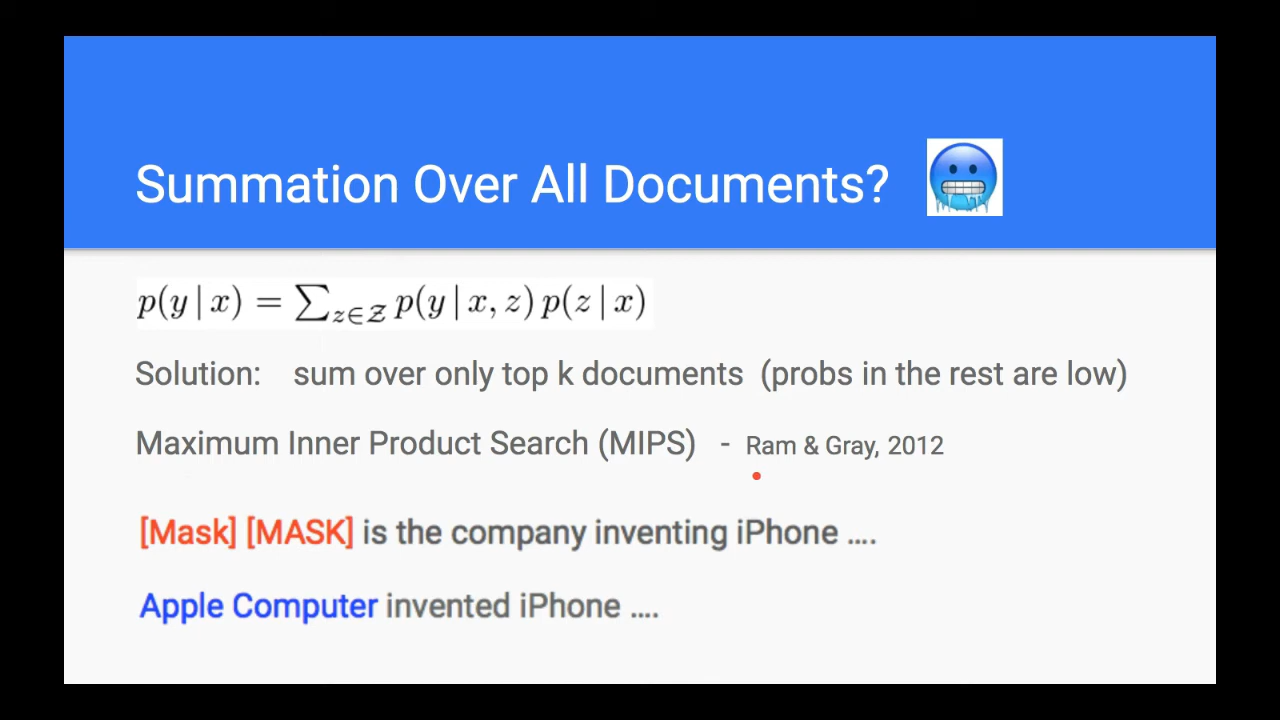 Summation Over All Documents?
p(y | x) = ∑_{z∈𝒵} p(y | x, z) p(z | x)
Solution: sum over only top k documents (probs in the rest are low)
Maximum Inner Product Search (MIPS) - Ram & Gray, 2012
[Mask] [MASK] is the company inventing iPhone ....
Apple Computer invented iPhone ....